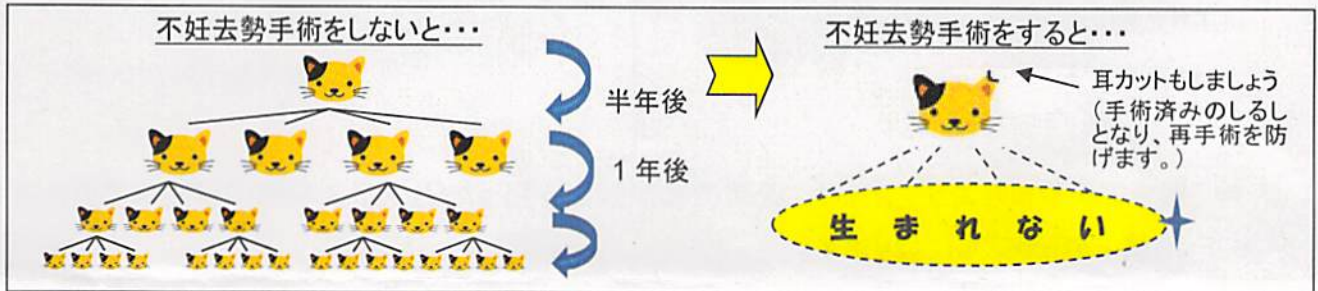 不妊去勢手術をしないと・・・
半年後
1年後
不妊去勢手術をすると・・・
耳カットもしましょう
(手術済みのしるし
となり、再手術を防
げます。)
生まれない